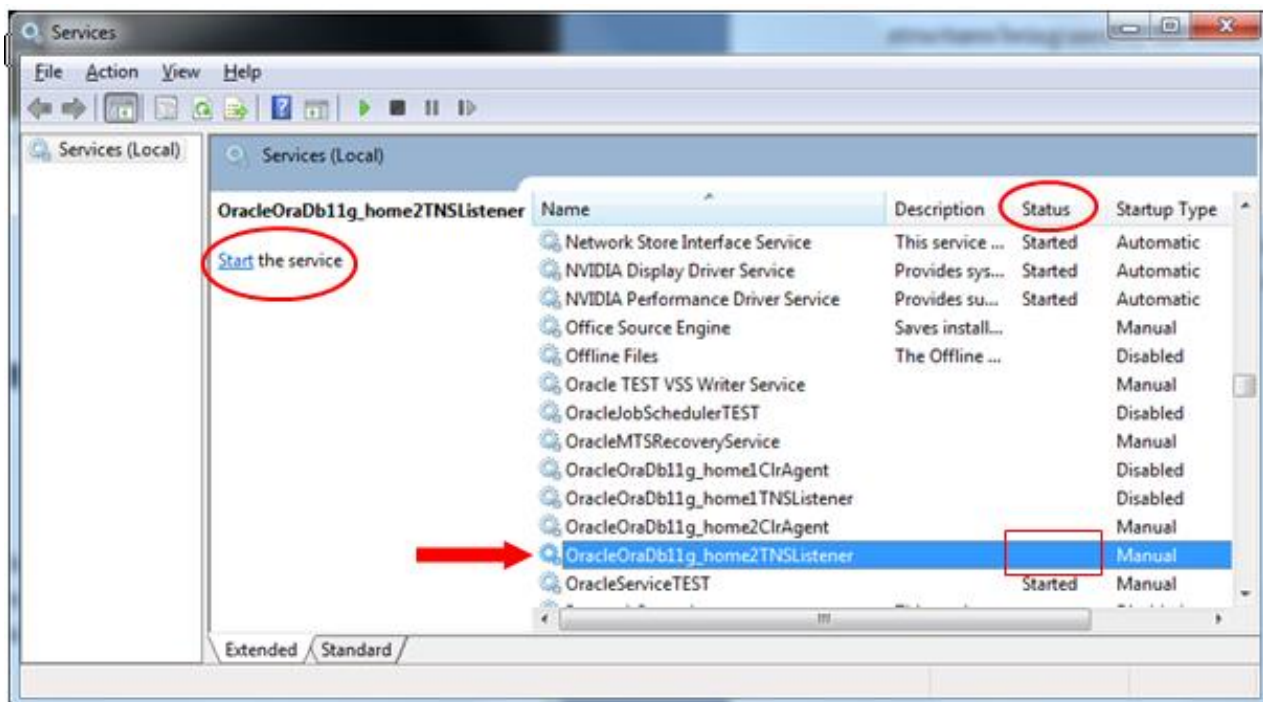 Services
File Action View Help
Services (Local)
Services (Local)
OracleOraDb11g_home2TNSListener
Start the service
Name Description Status Startup Type
Network Store Interface Service This service ... Started Automatic
NVIDIA Display Driver Service Provides sys... Started Automatic
NVIDIA Performance Driver Service Provides su... Started Automatic
Office Source Engine Saves install... Manual
Offline Files The Offline ... Disabled
Oracle TEST VSS Writer Service Manual
OracleJobSchedulerTEST Disabled
OracleMTSRecoveryService Manual
OracleOraDb11g_home1ClrAgent Disabled
OracleOraDb11g_home1TNSListener Disabled
OracleOraDb11g_home2ClrAgent Manual
OracleOraDb11g_home2TNSListener Manual
OracleServiceTEST Started Manual
Extended Standard